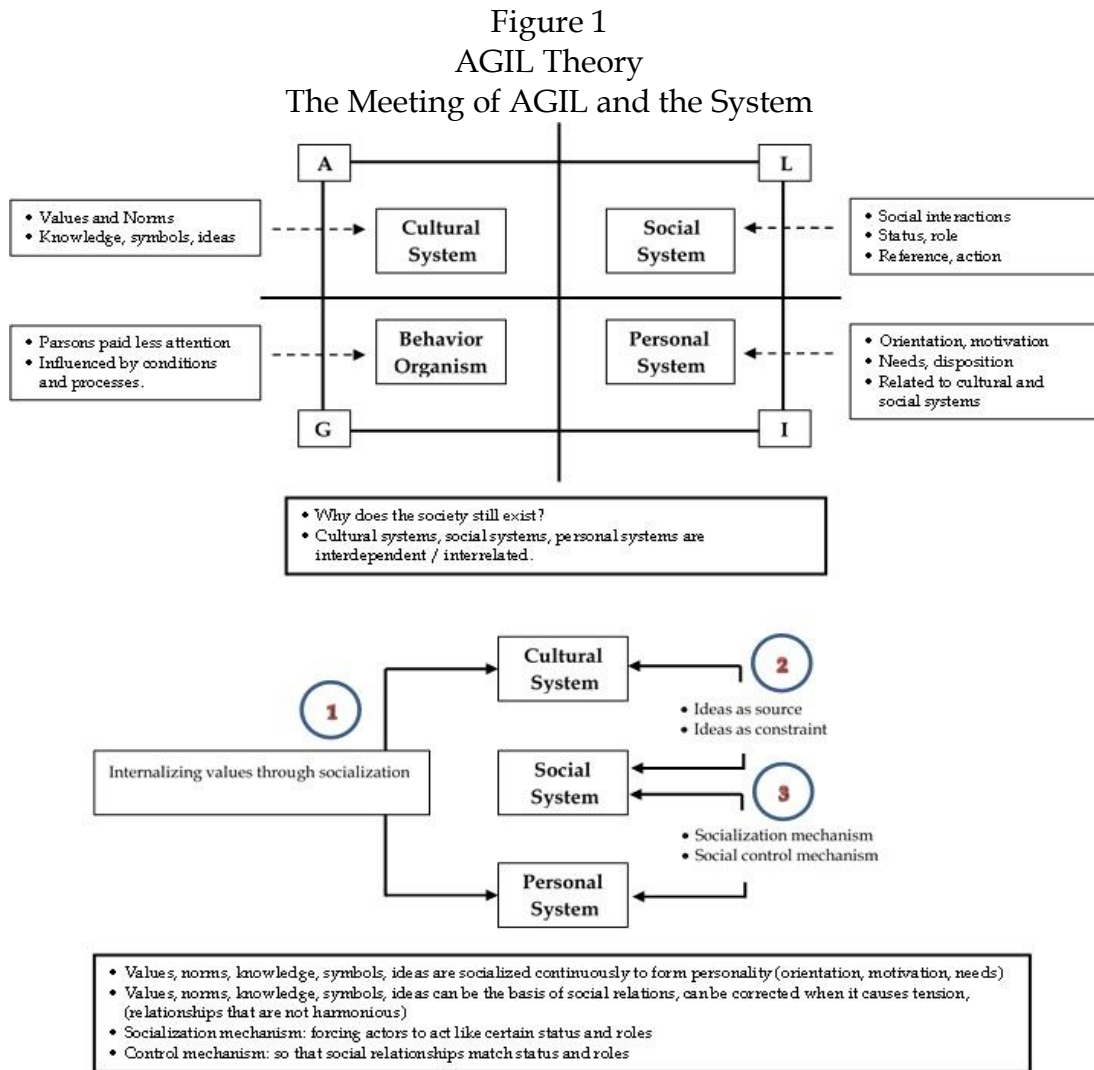 Figure 1
AGIL Theory
The Meeting of AGIL and the System
A
L
• Values and Norms
• Knowledge, symbols, ideas
Cultural
System
Social
System
• Social interactions
• Status, role
• Reference, action
• Parsons paid less attention
• Influenced by conditions
and processes.
Behavior
Organism
Personal
System
• Orientation, motivation
• Needs, disposition
• Related to cultural and
social systems
G
I
• Why does the society still exist?
• Cultural systems, social systems, personal systems are
interdependent / interrelated.
Cultural
System
2
1
• Ideas as source
• Ideas as constraint
Internalizing values through socialization
Social
System
3
• Socialization mechanism
• Social control mechanism
Personal
System
• Values, norms, knowledge, symbols, ideas are socialized continuously to form personality (orientation, motivation, needs)
• Values, norms, knowledge, symbols, ideas can be the basis of social relations, can be corrected when it causes tension,
(relationships that are not harmonious)
• Socialization mechanism: forcing actors to act like certain status and roles
• Control mechanism: so that social relationships match status and roles